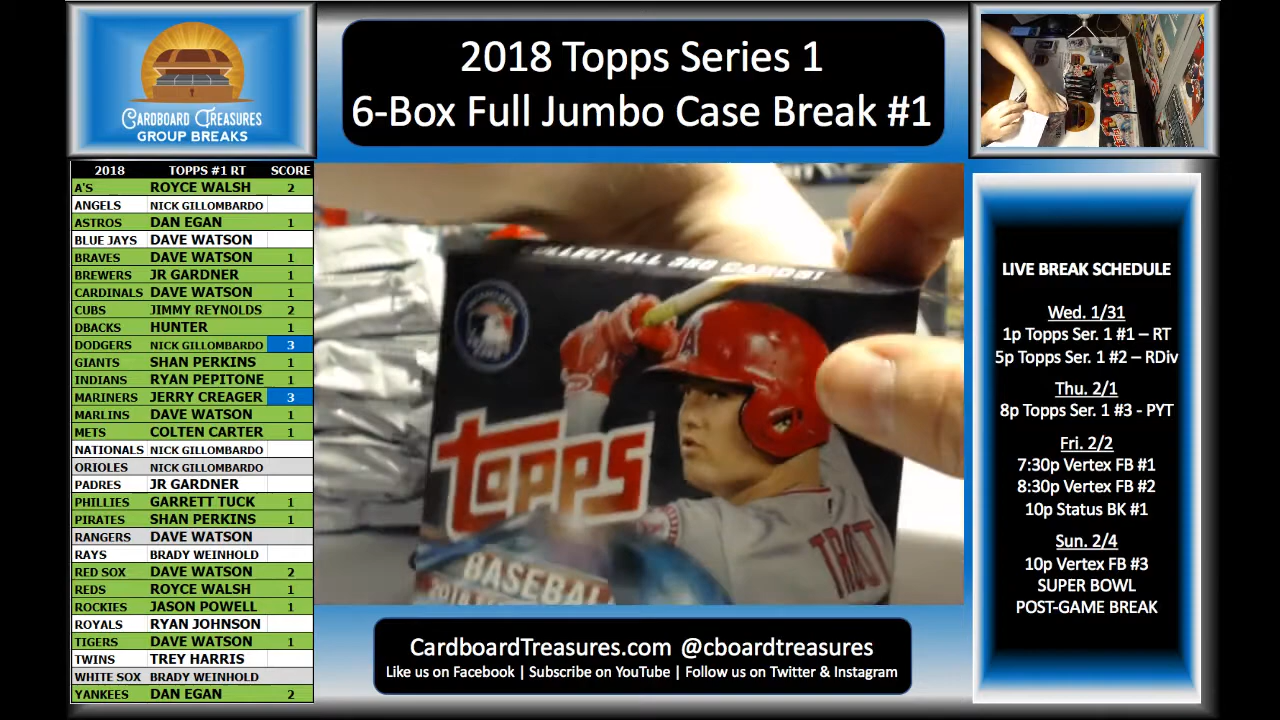 CARDBOARD TREASURES
GROUP BREAKS
2018 Topps Series 1
6-Box Full Jumbo Case Break #1
2018 TOPPS #1 RT SCORE
A'S ROYCE WALSH 2
ANGELS NICK GILLOMBARDO
ASTROS DAN EGAN 1
BLUE JAYS DAVE WATSON
BRAVES DAVE WATSON 1
BREWERS JR GARDNER 1
CARDINALS DAVE WATSON 1
CUBS JIMMY REYNOLDS 2
DBACKS HUNTER 1
DODGERS NICK GILLOMBARDO 3
GIANTS SHAN PERKINS 1
INDIANS RYAN PEPITONE 1
MARINERS JERRY CREAGER 3
MARLINS DAVE WATSON 1
METS COLTEN CARTER 1
NATIONALS NICK GILLOMBARDO
ORIOLES NICK GILLOMBARDO
PADRES JR GARDNER
PHILLIES GARRETT TUCK 1
PIRATES SHAN PERKINS 1
RANGERS DAVE WATSON
RAYS BRADY WEINHOLD
RED SOX DAVE WATSON 2
REDS ROYCE WALSH 1
ROCKIES JASON POWELL 1
ROYALS RYAN JOHNSON
TIGERS DAVE WATSON 1
TWINS TREY HARRIS
WHITE SOX BRADY WEINHOLD
YANKEES DAN EGAN 2
COLLECT ALL 350 CARDS!
A
topps
BASEBALL
2018
TROUT
CardboardTreasures.com @cboardtreasures
Like us on Facebook | Subscribe on YouTube | Follow us on Twitter & Instagram
LIVE BREAK SCHEDULE
Wed. 1/31
1p Topps Ser. 1 #1 – RT
5p Topps Ser. 1 #2 – RDiv
Thu. 2/1
8p Topps Ser. 1 #3 - PYT
Fri. 2/2
7:30p Vertex FB #1
8:30p Vertex FB #2
10p Status BK #1
Sun. 2/4
10p Vertex FB #3
SUPER BOWL
POST-GAME BREAK